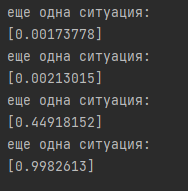 еще одна ситуация:
[0.00173778]
еще одна ситуация:
[0.00213015]
еще одна ситуация:
[0.44918152]
еще одна ситуация:
[0.9982613]